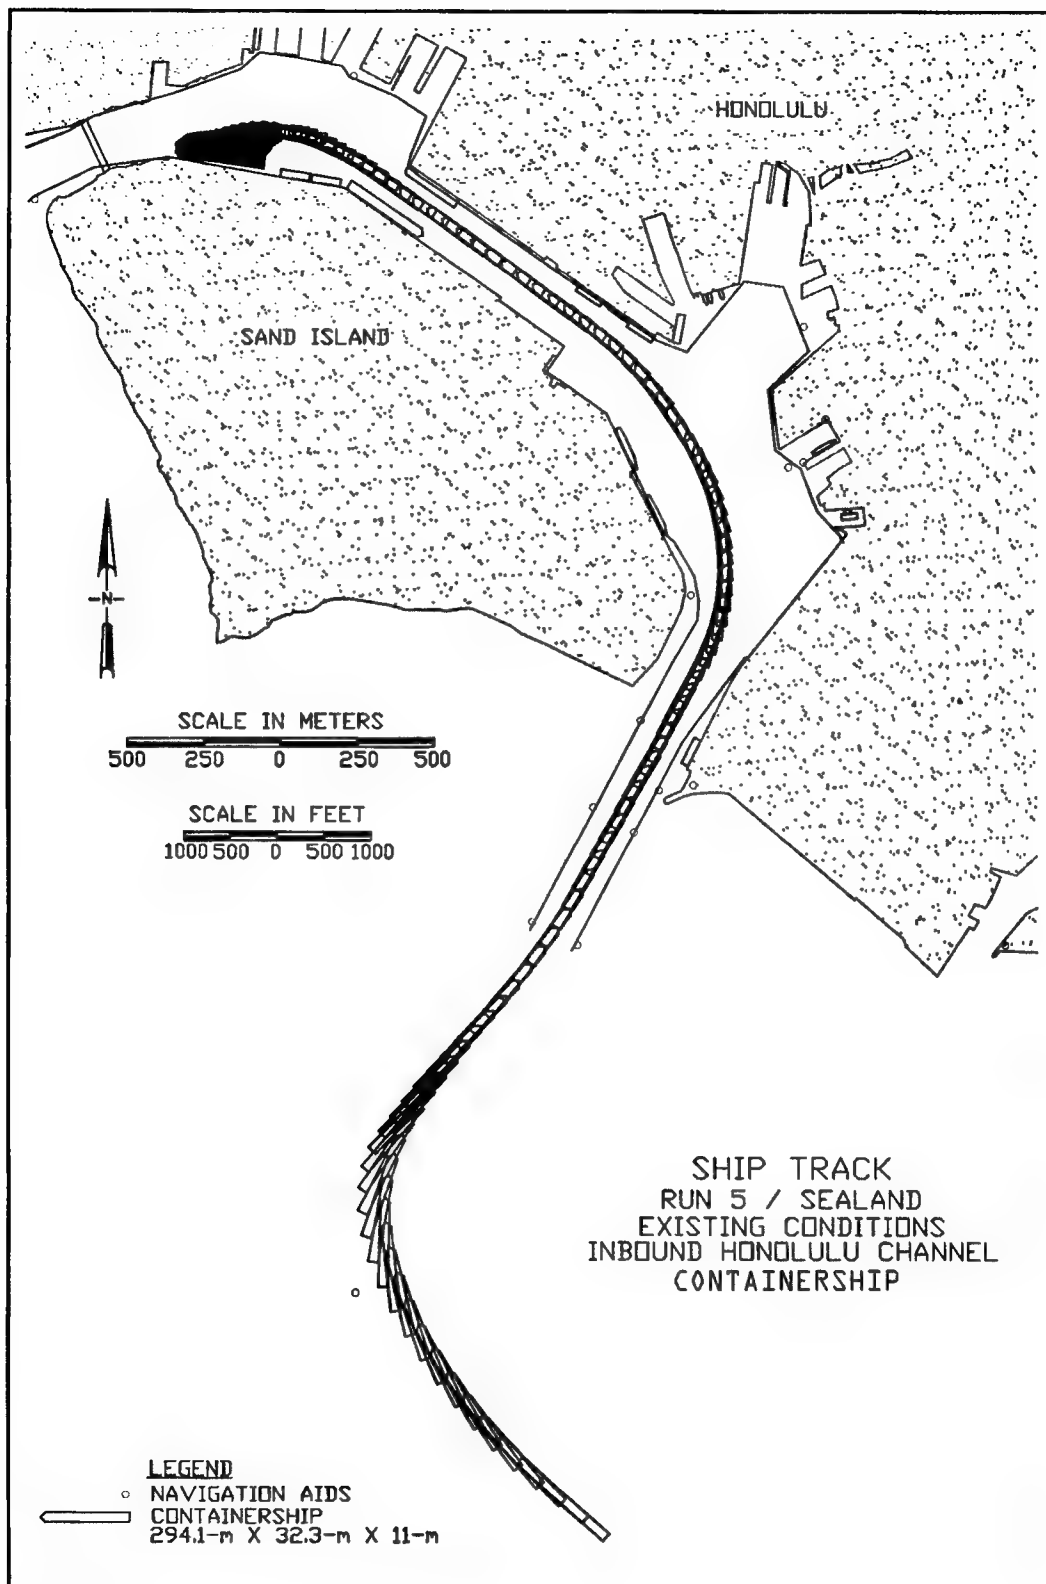 HONOLULU
SAND ISLAND
N
SCALE IN METERS
500 250 0 250 500
SCALE IN FEET
1000 500 0 500 1000
SHIP TRACK
RUN 5 / SEALAND
EXISTING CONDITIONS
INBOUND HONOLULU CHANNEL
CONTAINERSHIP
LEGEND
NAVIGATION AIDS
CONTAINERSHIP
294.1-m X 32.3-m X 11-m